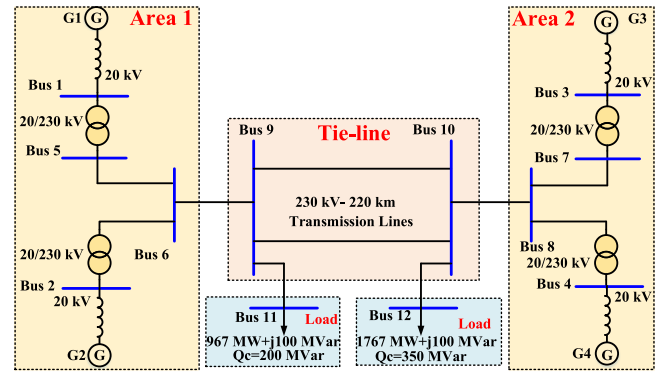 G1
G
Area 1
20 kV
Bus 1
20/230 kV
Bus 5
Bus 6
20/230 kV
Bus 2
20 kV
G2
G
Bus 9
Tie-line
Bus 10
230 kV- 220 km
Transmission Lines
Bus 11
Load
967 MW+j100 MVar
Qc=200 MVar
Bus 12
Load
1767 MW+j100 MVar
Qc=350 MVar
Area 2
G
G3
20 kV
Bus 3
20/230 kV
Bus 7
Bus 8
20/230 kV
Bus 4
20 kV
G4
G